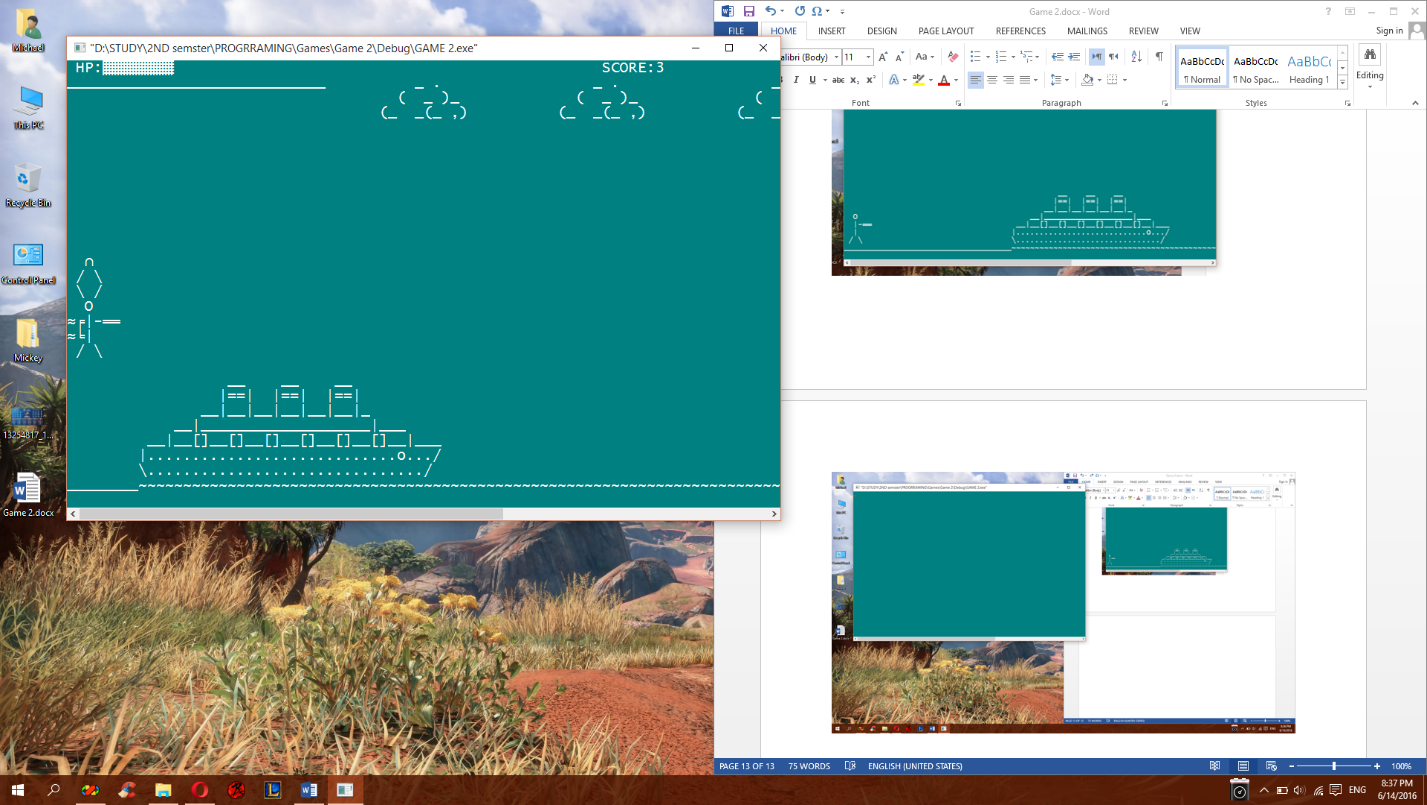 Michael
This PC
Recycle Bin
Control Panel
Mickey
13254817_1...
Game 2.docx
"D:\STUDY\2ND semster\PROGRRAMING\Games\Game 2\Debug\GAME 2.exe"
HP:
SCORE:3
Game 2.docx - Word
Sign in
FILE HOME INSERT DESIGN PAGE LAYOUT REFERENCES MAILINGS REVIEW VIEW
alibri (Body) 11
Font
Paragraph
AaBbCcDc AaBbCcDc AaBbCc
¶ Normal ¶ No Spac... Heading 1
Styles
Editing
PAGE 13 OF 13 75 WORDS ENGLISH (UNITED STATES)
100%
ENG
8:37 PM
6/14/2016